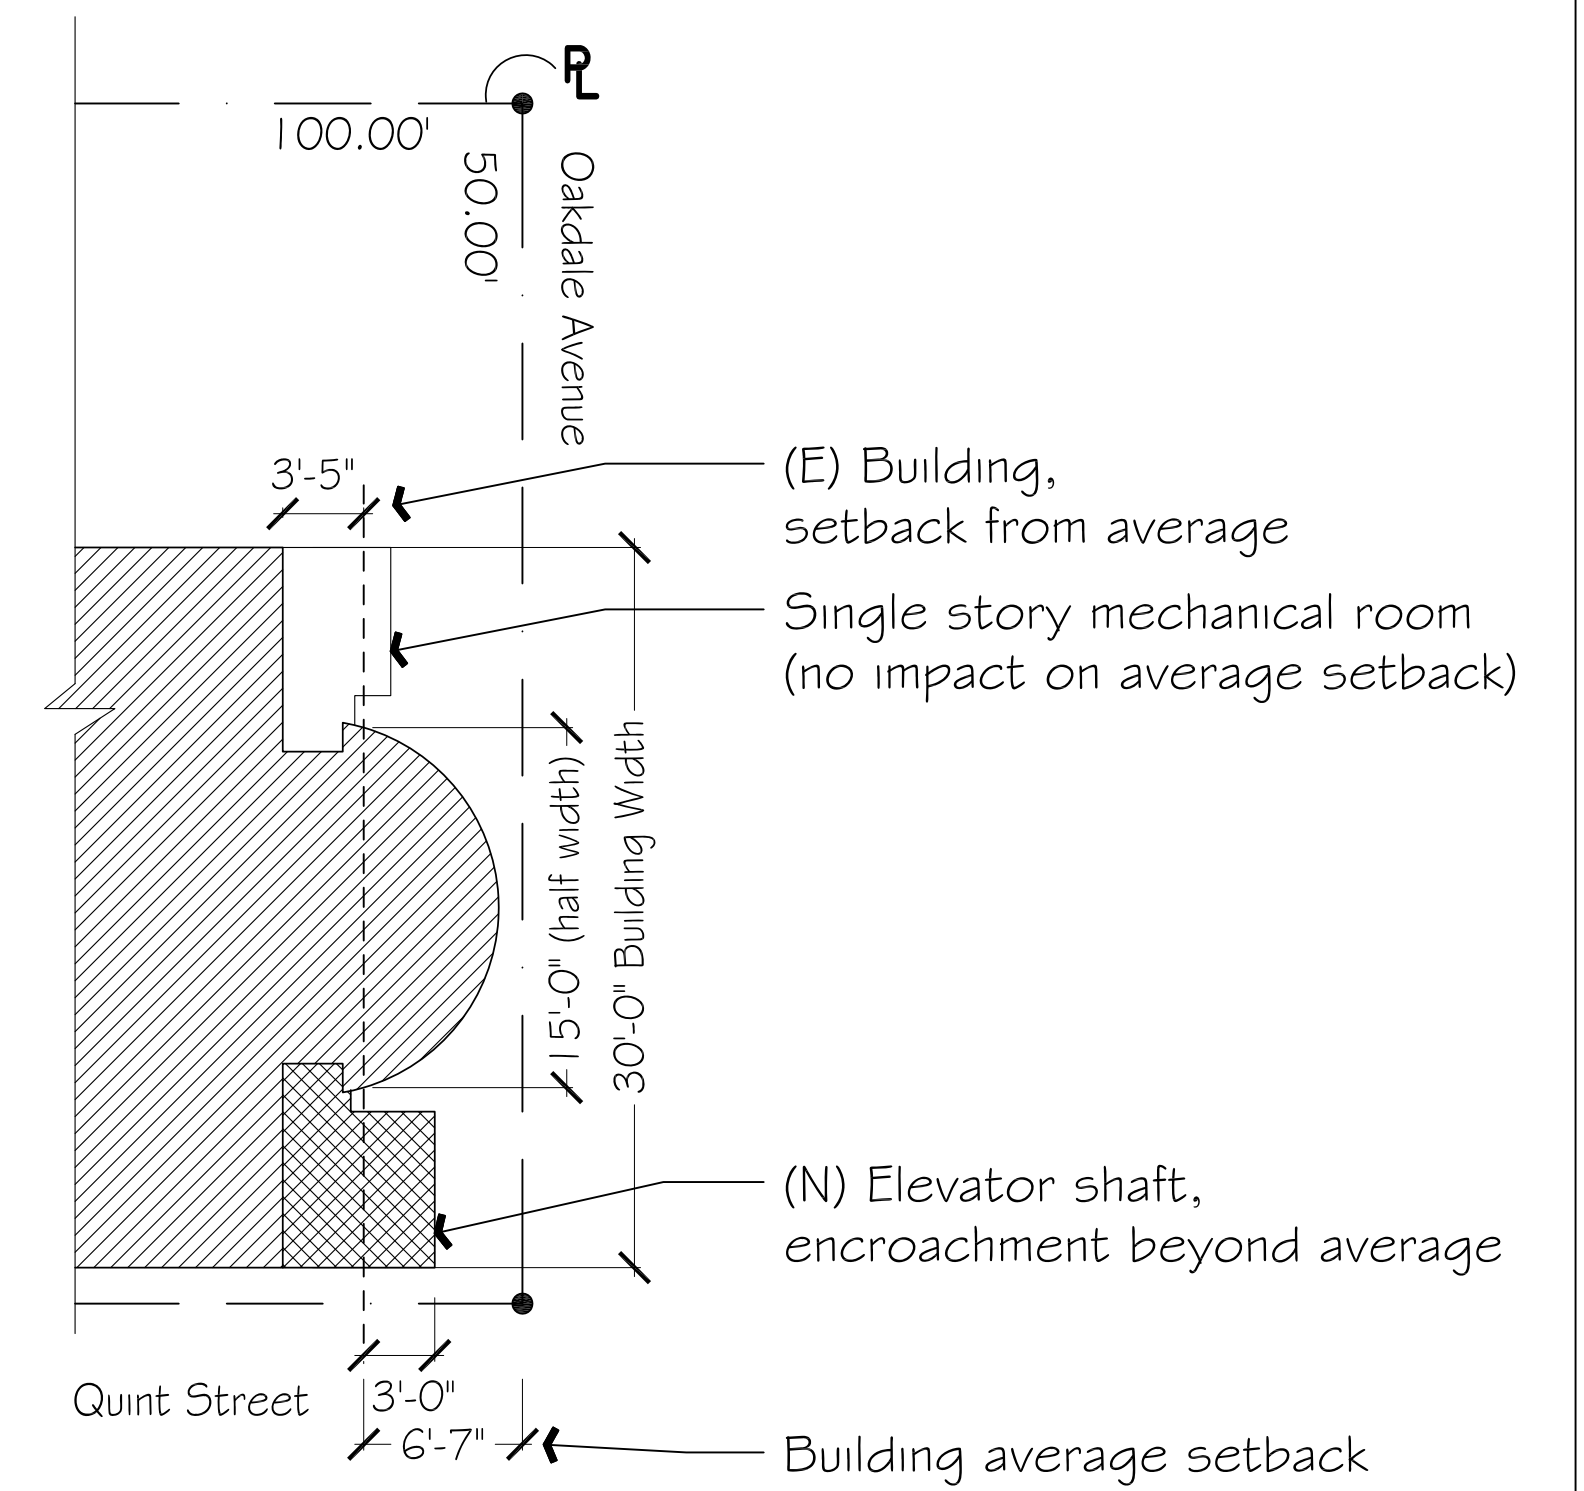 PL
100.00'
50.00'
Oakdale Avenue
3'-5"
(E) Building,
setback from average
Single story mechanical room
(no impact on average setback)
15'-0" (half width)
30'-0" Building Width
(N) Elevator shaft,
encroachment beyond average
Quint Street
3'-0"
6'-7"
Building average setback